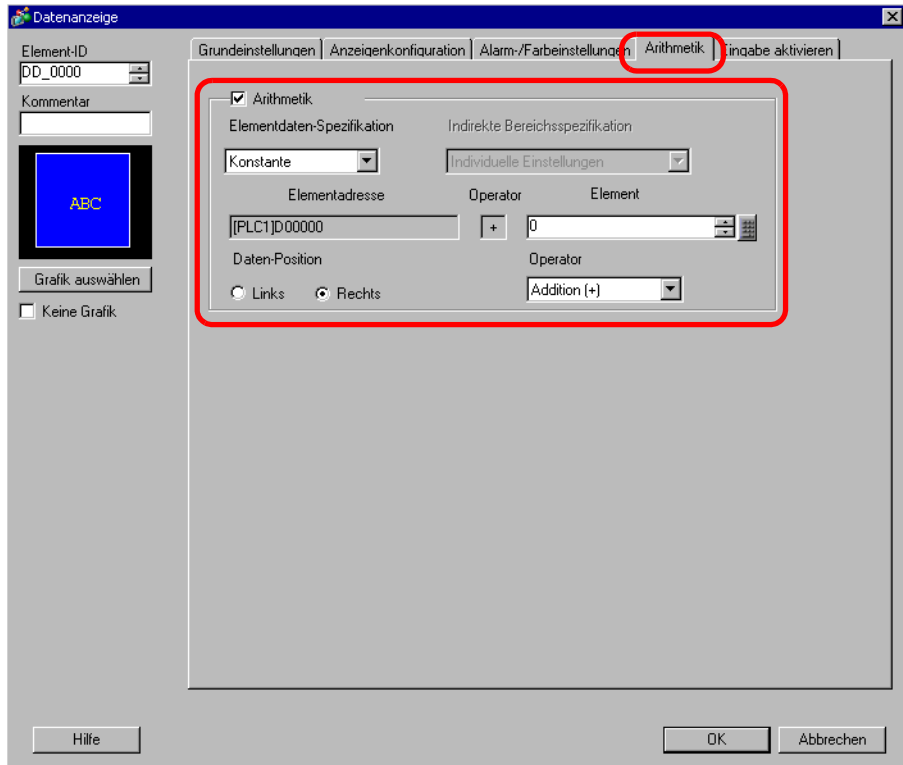 Datenanzeige
Element-ID
DD_0000
Kommentar
ABC
Grafik auswählen
Keine Grafik
Grundeinstellungen Anzeigenkonfiguration Alarm-/Farbeinstellungen Arithmetik Eingabe aktivieren
Arithmetik
Elementdaten-Spezifikation Indirekte Bereichsspezifikation
Konstante Individuelle Einstellungen
Elementadresse Operator Element
[PLC1]D00000 + 0
Daten-Position Operator
Links Rechts Addition (+)
Hilfe OK Abbrechen